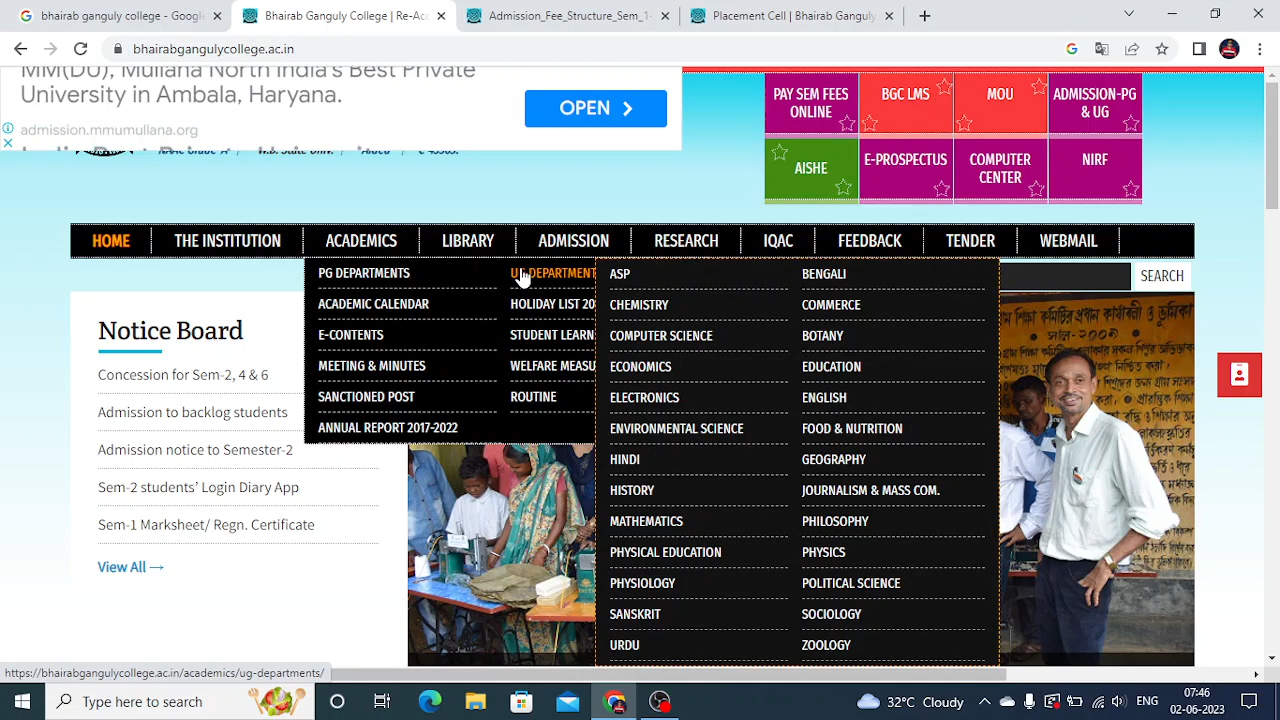 bhairab ganguly college - Google
Bhairab Ganguly College | Re-Acc
Admission_Fee_Structure_Sem_1-
Placement Cell | Bhairab Ganguly
bhairabgangulycollege.ac.in
MM(DU), Mullana North India's Best Private
University in Ambala, Haryana.
OPEN
admission.mmumullana.org
PAY SEM FEES
ONLINE
BGC LMS
MOU
ADMISSION-PG
& UG
AISHE
E-PROSPECTUS
COMPUTER
CENTER
NIRF
HOME
THE INSTITUTION
ACADEMICS
LIBRARY
ADMISSION
RESEARCH
IQAC
FEEDBACK
TENDER
WEBMAIL
PG DEPARTMENTS
ACADEMIC CALENDAR
HOLIDAY LIST 20
E-CONTENTS
STUDENT LEARN
MEETING & MINUTES
WELFARE MEASU
SANCTIONED POST
ROUTINE
ANNUAL REPORT 2017-2022
ASP
BENGALI
CHEMISTRY
COMMERCE
COMPUTER SCIENCE
BOTANY
ECONOMICS
EDUCATION
ELECTRONICS
ENGLISH
ENVIRONMENTAL SCIENCE
FOOD & NUTRITION
HINDI
GEOGRAPHY
HISTORY
JOURNALISM & MASS COM.
MATHEMATICS
PHILOSOPHY
PHYSICAL EDUCATION
PHYSICS
PHYSIOLOGY
POLITICAL SCIENCE
SANSKRIT
SOCIOLOGY
URDU
ZOOLOGY
SEARCH
Notice Board
Concession for Sem-2, 4 & 6
Admission to backlog students
Admission notice to Semester-2
Sem-2 students' Login Diary App
Sem-1 Marksheet/ Regn. Certificate
View All →
https://bhairabgangulycollege.ac.in/academics/ug-departments/
Type here to search
32°C Cloudy
ENG
07:46
02-06-2023